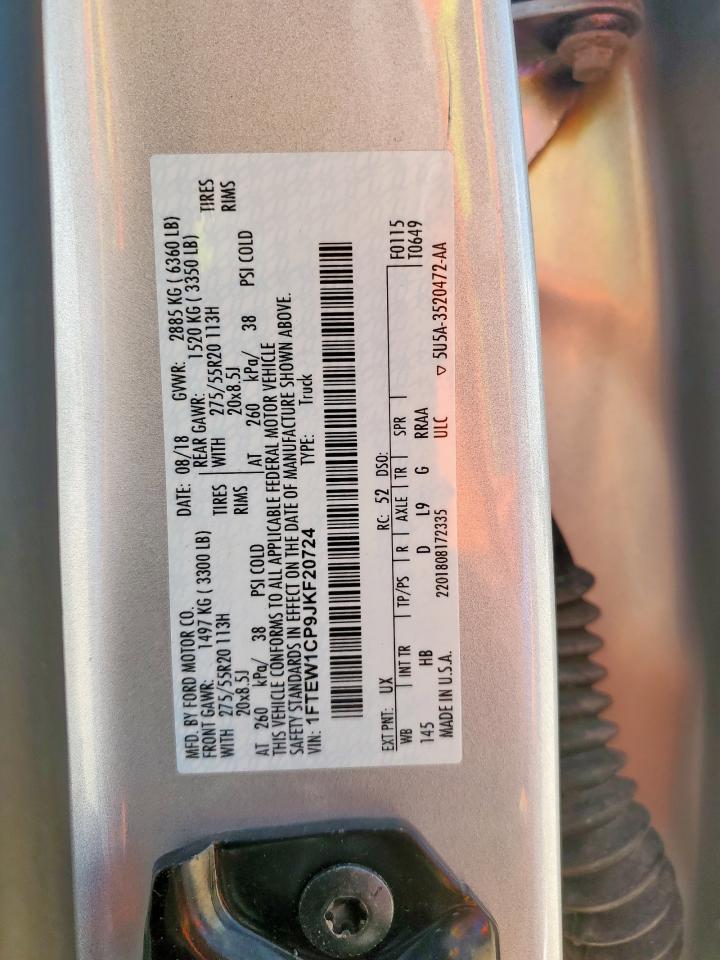 MFD. BY FORD MOTOR CO.
DATE: 08/18 GVWR: 2885 KG ( 6360 LB)
FRONT GAWR: 1497 KG ( 3300 LB) REAR GAWR: 1520 KG ( 3350 LB)
WITH 275/55R20 113H TIRES WITH 275/55R20 113H TIRES
20x8.5J RIMS 20x8.5J RIMS
AT 260 kPa/ 38 PSI COLD AT 260 kPa/ 38 PSI COLD
THIS VEHICLE CONFORMS TO ALL APPLICABLE FEDERAL MOTOR VEHICLE
SAFETY STANDARDS IN EFFECT ON THE DATE OF MANUFACTURE SHOWN ABOVE.
VIN: 1FTEW1CP9JKF20724 TYPE: Truck
EXT PNT: UX RC: 52 DSO: F0115
WB INT TR TP/PS R AXLE TR SPR T0649
145 HB D L9 G RRAA
MADE IN U.S.A. 2201808172335 ULC ▽ 5U5A-3520472-AA